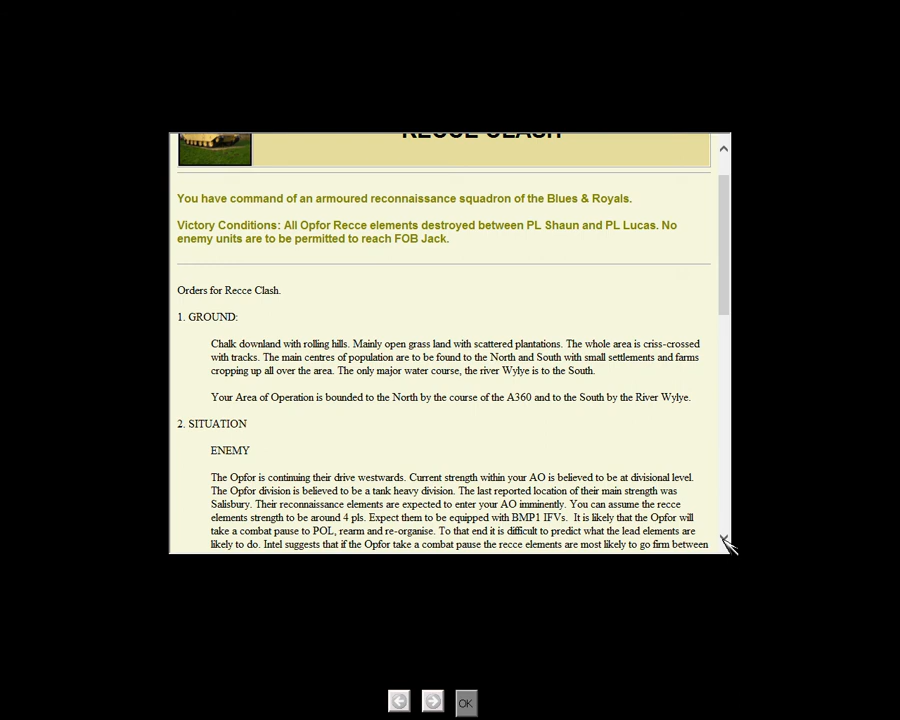 RECCE CLASH
You have command of an armoured reconnaissance squadron of the Blues & Royals.
Victory Conditions: All Opfor Recce elements destroyed between PL Shaun and PL Lucas. No
enemy units are to be permitted to reach FOB Jack.
Orders for Recce Clash.
1. GROUND:
Chalk downland with rolling hills. Mainly open grass land with scattered plantations. The whole area is criss-crossed
with tracks. The main centres of population are to be found to the North and South with small settlements and farms
cropping up all over the area. The only major water course, the river Wylye is to the South.
Your Area of Operation is bounded to the North by the course of the A360 and to the South by the River Wylye.
2. SITUATION
ENEMY
The Opfor is continuing their drive westwards. Current strength within your AO is believed to be at divisional level.
The Opfor division is believed to be a tank heavy division. The last reported location of their main strength was
Salisbury. Their reconnaissance elements are expected to enter your AO imminently. You can assume the recce
elements strength to be around 4 pls. Expect them to be equipped with BMP1 IFVs. It is likely that the Opfor will
take a combat pause to POL, rearm and re-organise. To that end it is difficult to predict what the lead elements are
likely to do. Intel suggests that if the Opfor take a combat pause the recce elements are most likely to go firm between
OK